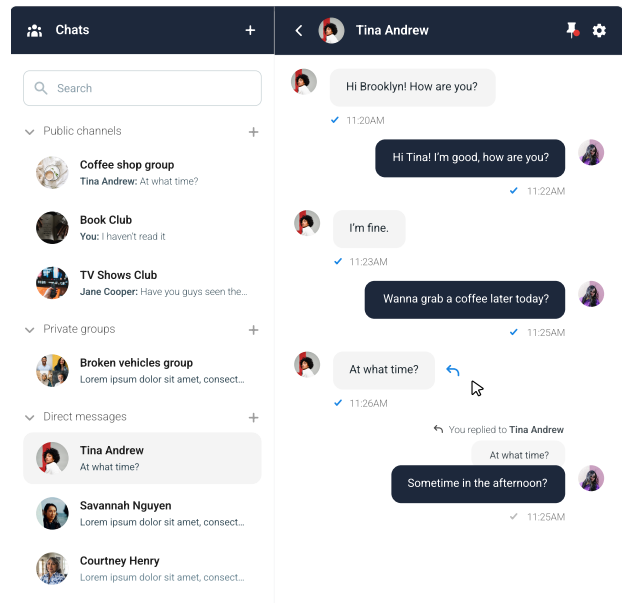 Chats
Search
Public channels
Coffee shop group
Tina Andrew: At what time?
Book Club
You: I haven't read it
TV Shows Club
Jane Cooper: Have you guys seen the...
Private groups
Broken vehicles group
Lorem ipsum dolor sit amet, consect...
Direct messages
Tina Andrew
At what time?
Savannah Nguyen
Lorem ipsum dolor sit amet, consect...
Courtney Henry
Lorem ipsum dolor sit amet, consect...
Tina Andrew
Hi Brooklyn! How are you?
11:20AM
Hi Tina! I'm good, how are you?
11:22AM
I'm fine.
11:23AM
Wanna grab a coffee later today?
11:25AM
At what time?
11:26AM
You replied to Tina Andrew
At what time?
Sometime in the afternoon?
11:25AM